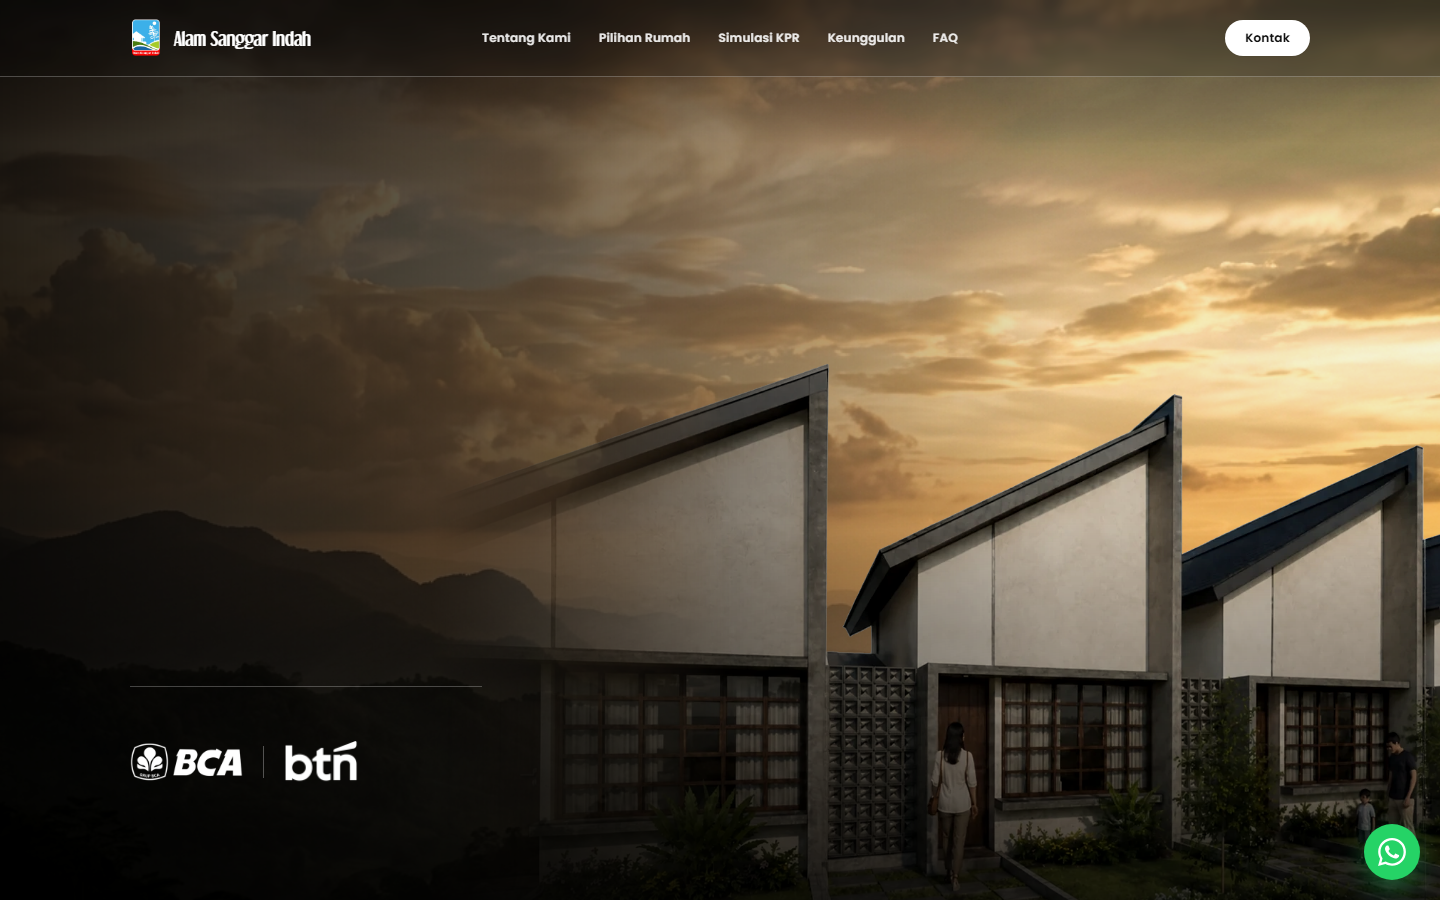 Alam Sanggar Indah
Tentang Kami
Pilihan Rumah
Simulasi KPR
Keunggulan
FAQ
Kontak
BCA
btn